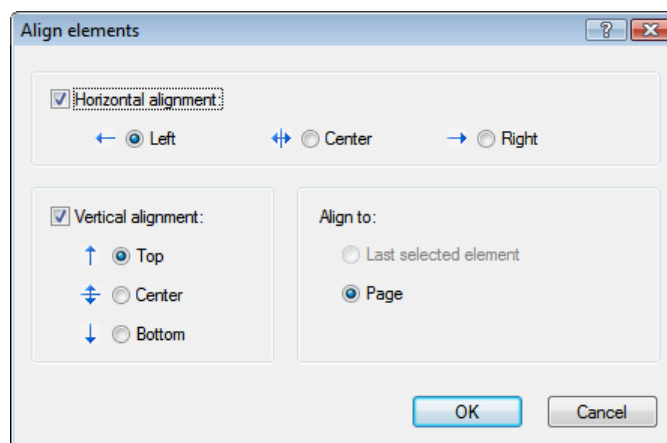 Align elements
Horizontal alignment:
Left Center Right
Vertical alignment:
Top
Center
Bottom
Align to:
Last selected element
Page
OK Cancel